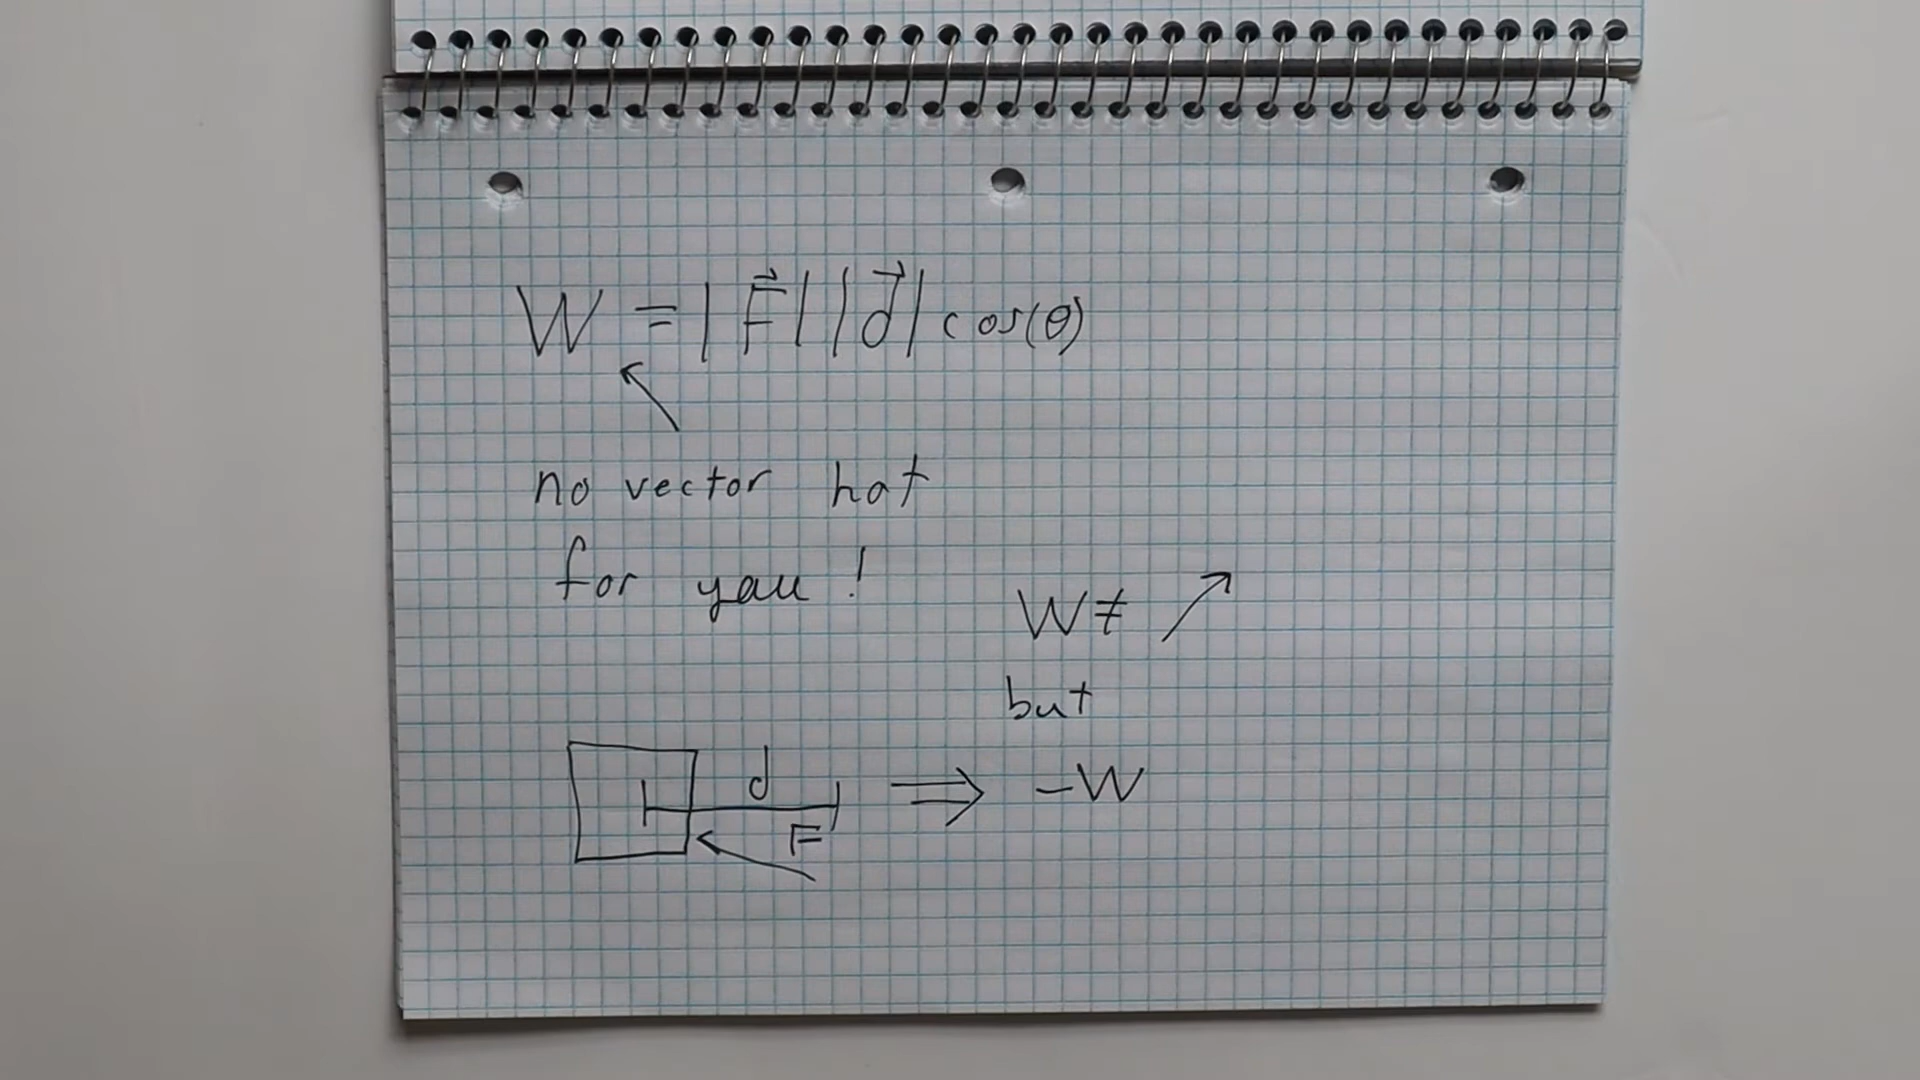 W = |F⃗| |d⃗| cos(θ)
no vector hat
for you!
W ≠ ↗
but
d
F
⇒ -W